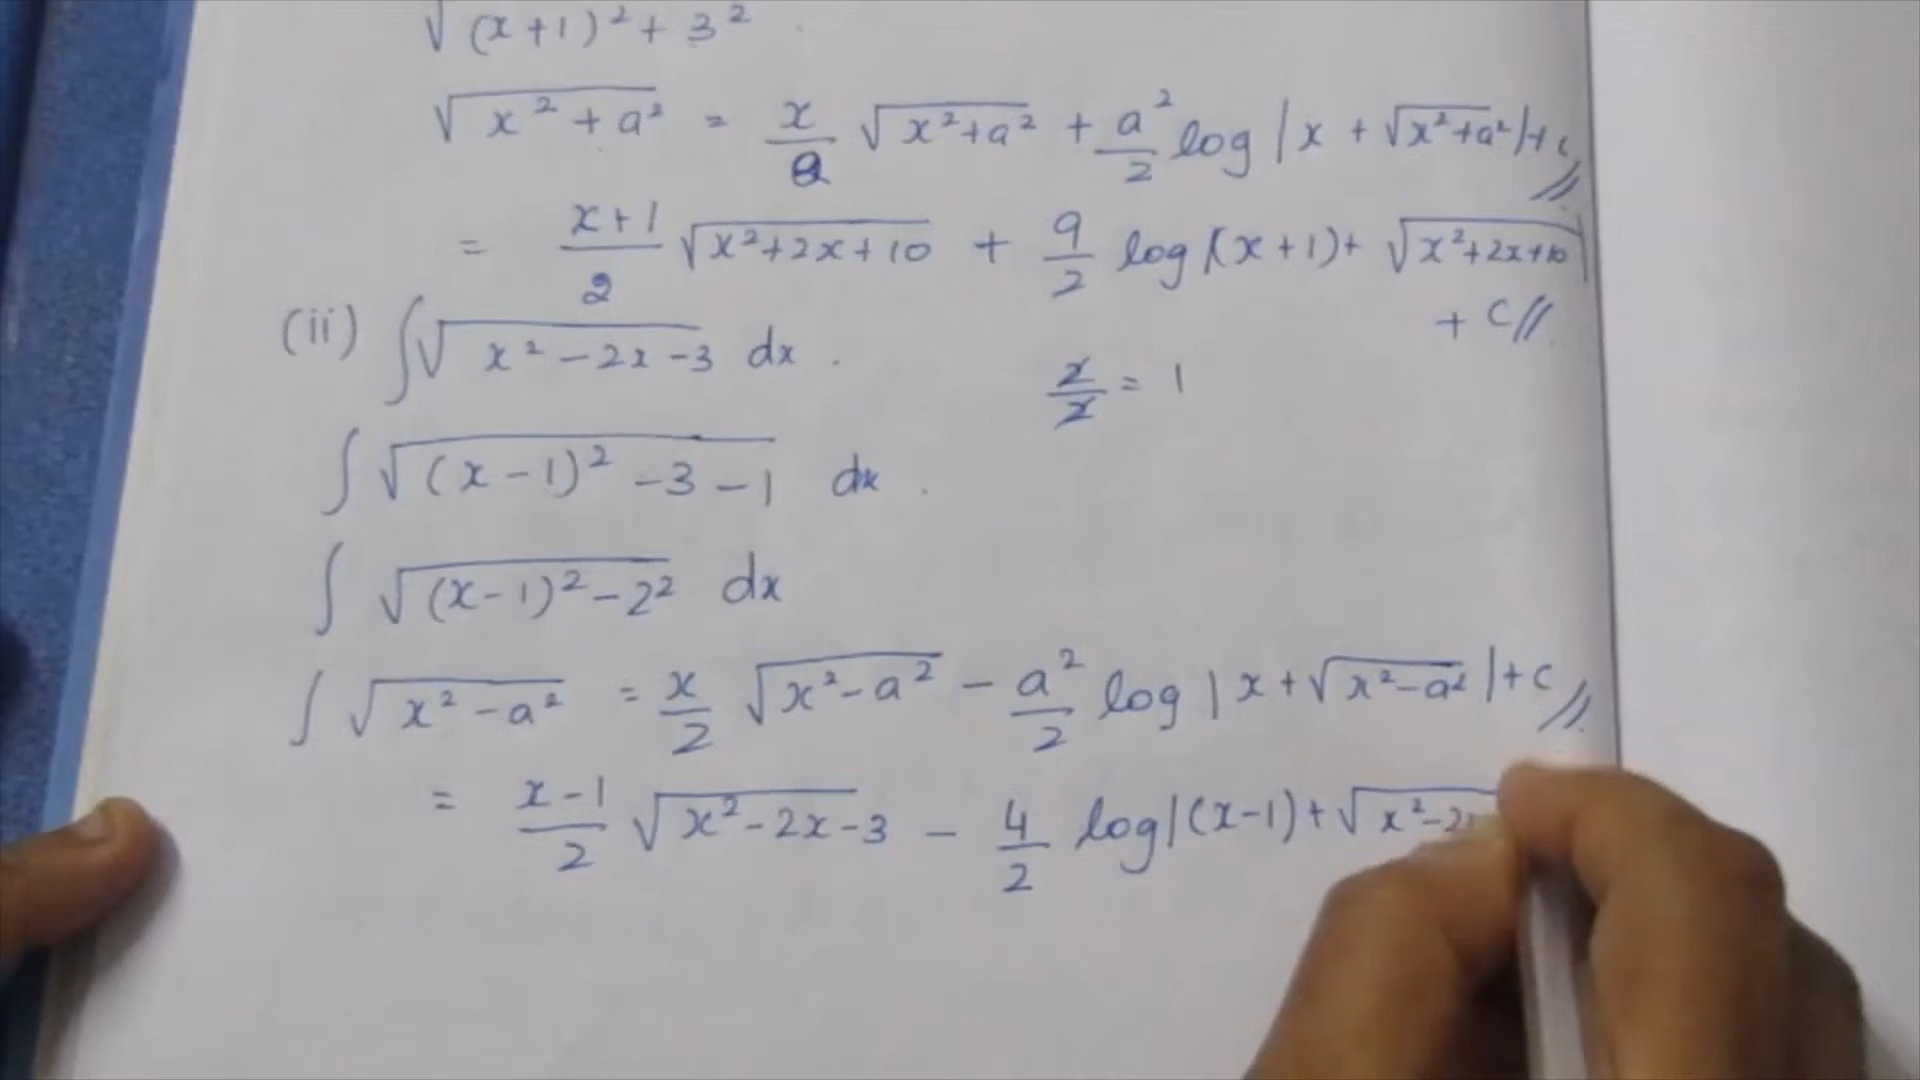 √(x+1)² + 3²
√x² + a² = x/2 √x²+a² + a²/2 log |x + √x²+a²| + c //
= x+1/2 √x²+2x+10 + 9/2 log |(x+1)+ √x²+2x+10| + C //
(ii) ∫√x² – 2x – 3 dx .
x/x = 1
∫ √(x – 1)² – 3 – 1 dx .
∫ √(x-1)² – 2² dx
∫ √x² – a² = x/2 √x² – a² – a²/2 log | x + √x² – a² | + c //
= x – 1/2 √x² – 2x – 3 – 4/2 log |(x-1) + √x² – 2